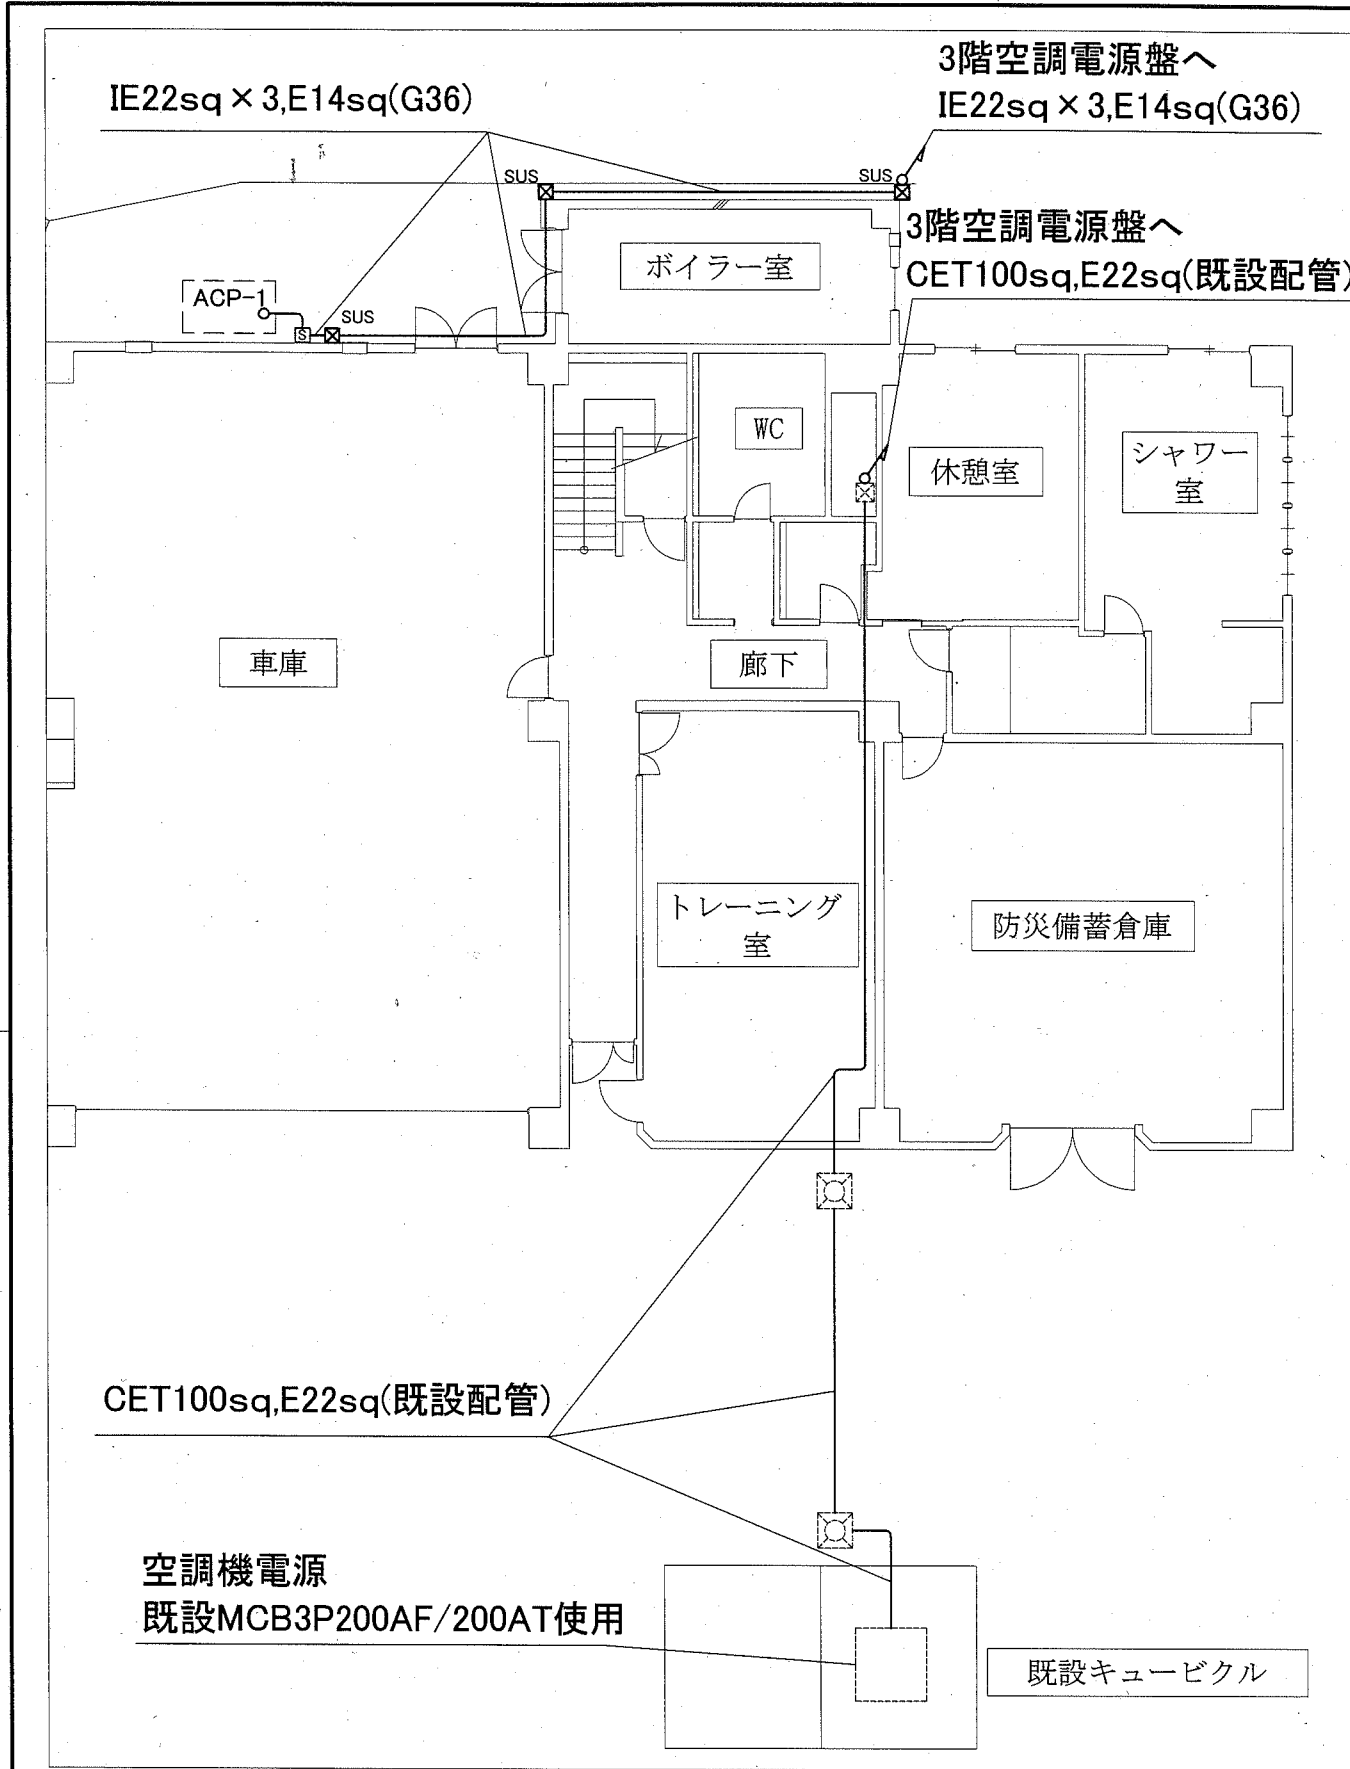 3階空調電源盤へ
IE22sq×3,E14sq(G36)
IE22sq×3,E14sq(G36)
SUS
SUS
3階空調電源盤へ
CET100sq,E22sq(既設配管)
ボイラー室
ACP-1
SUS
S
WC
休憩室
シャワー
室
車庫
廊下
トレーニング
室
防災備蓄倉庫
CET100sq,E22sq(既設配管)
空調機電源
既設MCB3P200AF/200AT使用
既設キュービクル